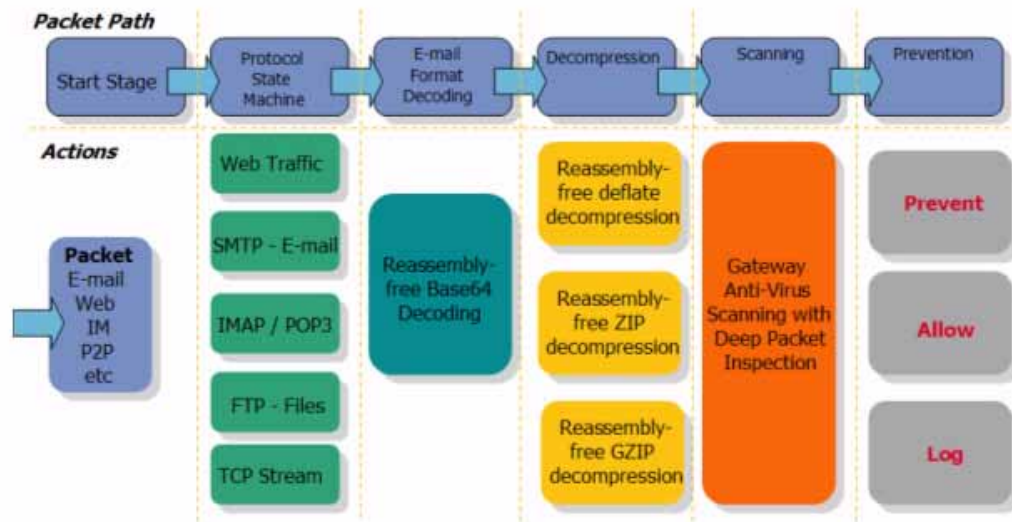 Packet Path
Start Stage
Protocol
State
Machine
E-mail
Format
Decoding
Decompression
Scanning
Prevention
Actions
Packet
E-mail
Web
IM
P2P
etc
Web Traffic
SMTP - E-mail
IMAP / POP3
FTP - Files
TCP Stream
Reassembly-
free Base64
Decoding
Reassembly-
free deflate
decompression
Reassembly-
free ZIP
decompression
Reassembly-
free GZIP
decompression
Gateway
Anti-Virus
Scanning with
Deep Packet
Inspection
Prevent
Allow
Log